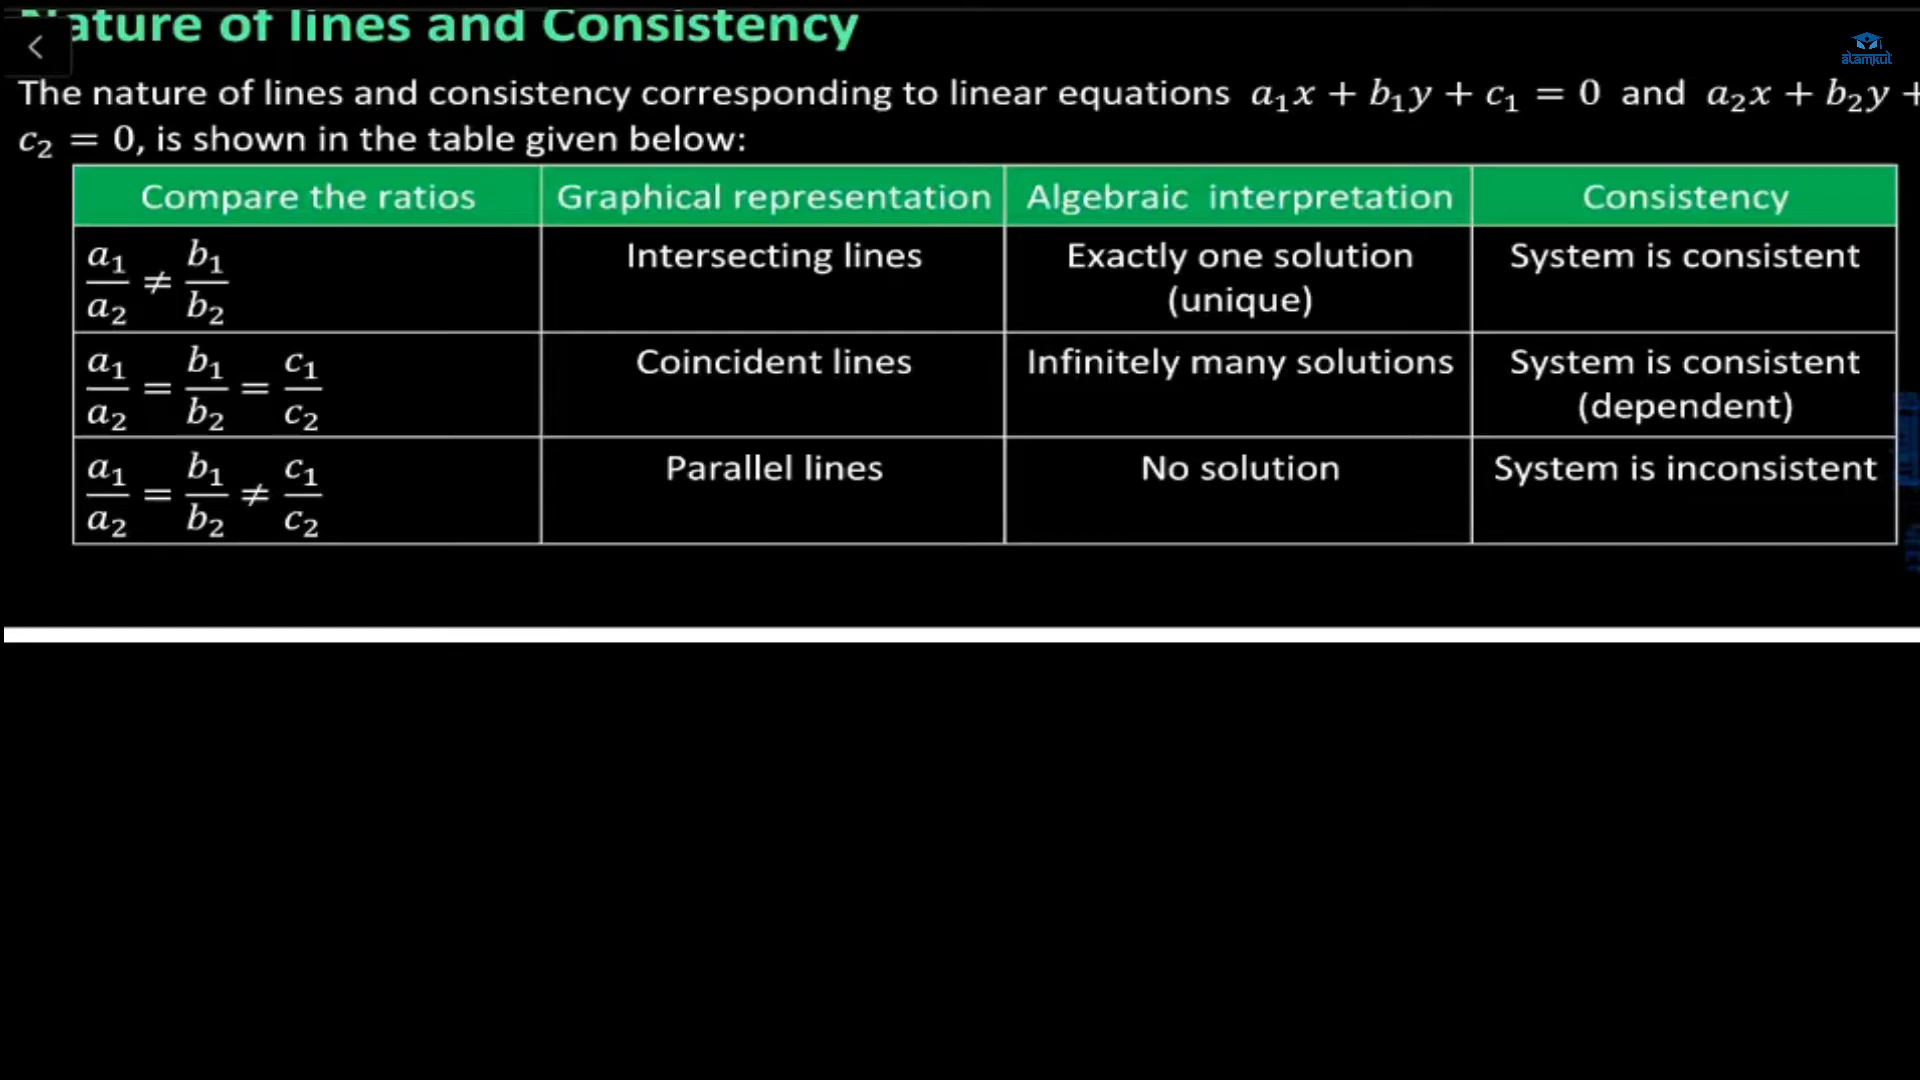 Nature of lines and Consistency
alamkul
The nature of lines and consistency corresponding to linear equations a₁x + b₁y + c₁ = 0 and a₂x + b₂y +
c₂ = 0, is shown in the table given below:
Compare the ratios Graphical representation Algebraic interpretation Consistency
a₁/a₂ ≠ b₁/b₂ Intersecting lines Exactly one solution System is consistent
(unique)
a₁/a₂ = b₁/b₂ = c₁/c₂ Coincident lines Infinitely many solutions System is consistent
(dependent)
a₁/a₂ = b₁/b₂ ≠ c₁/c₂ Parallel lines No solution System is inconsistent